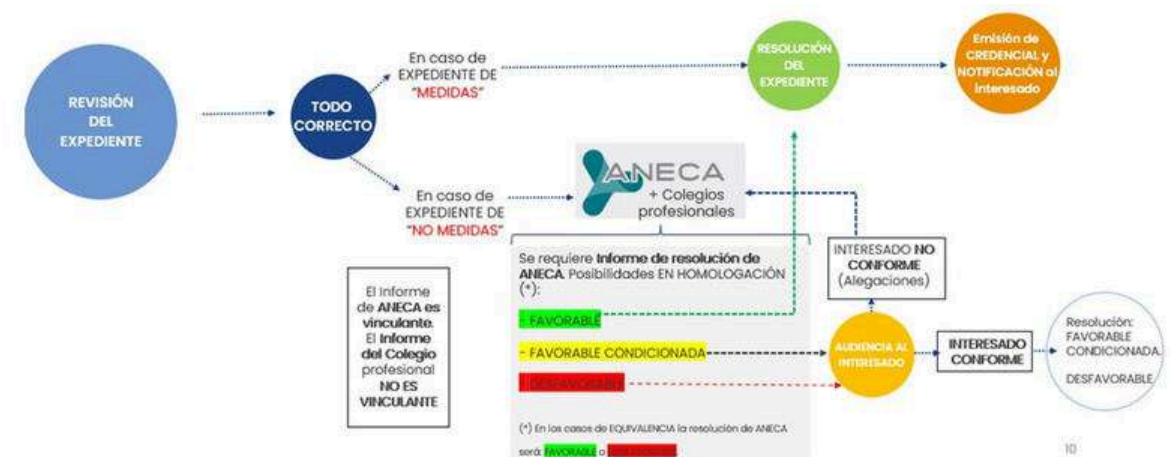 REVISIÓN
DEL
EXPEDIENTE
TODO
CORRECTO
En caso de
EXPEDIENTE DE
"MEDIDAS"
RESOLUCIÓN
DEL
EXPEDIENTE
Emisión de
CREDENCIAL y
NOTIFICACIÓN al
Interesado
En caso de
EXPEDIENTE DE
"NO MEDIDAS"
ANECA
+ Colegios
profesionales
El Informe
de ANECA es
vinculante.
El Informe
del Colegio
profesional
NO ES
VINCULANTE
Se requiere Informe de resolución de
ANECA. Posibilidades EN HOMOLOGACIÓN
(*):
- FAVORABLE
- FAVORABLE CONDICIONADA
- DESFAVORABLE
(*) En los casos de EQUIVALENCIA la resolución de ANECA
será: FAVORABLE o DESFAVORABLE.
INTERESADO NO
CONFORME
(Alegaciones)
AUDIENCIA AL
INTERESADO
INTERESADO
CONFORME
Resolución:
FAVORABLE
CONDICIONADA.
DESFAVORABLE.
10